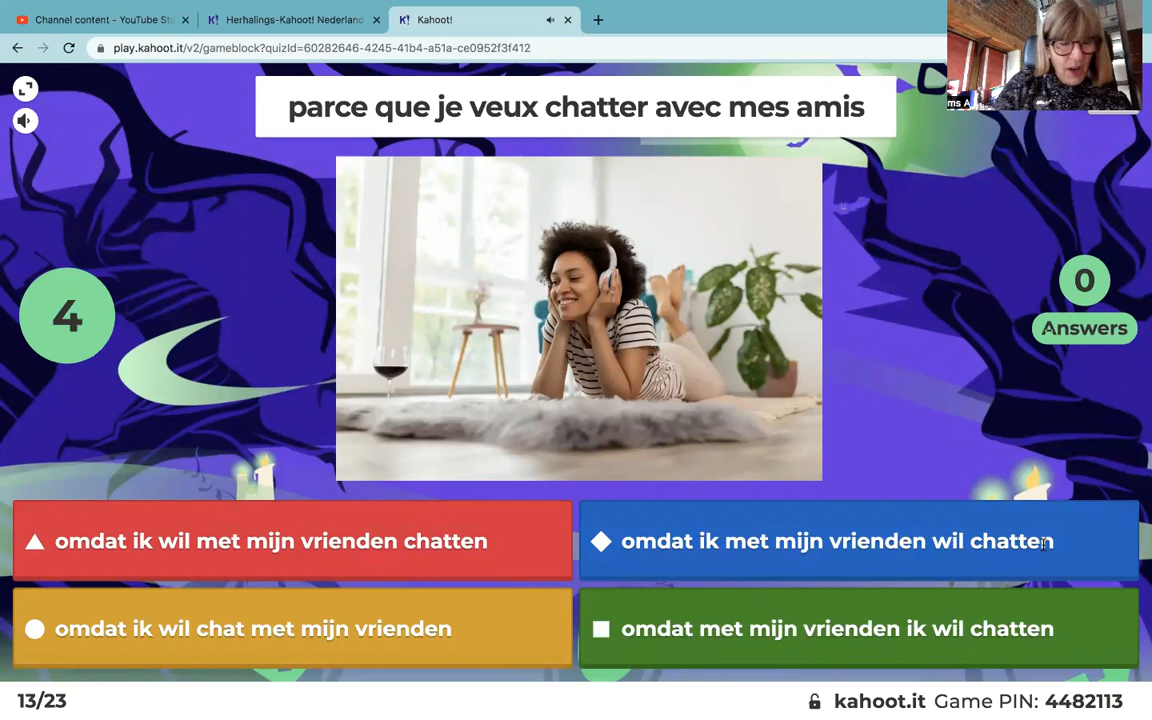 Channel content - YouTube Stu
Herhalings-Kahoot! Nederland
Kahoot!
play.kahoot.it/v2/gameblock?quizId=60282646-4245-41b4-a51a-ce0952f3f412
ms A
parce que je veux chatter avec mes amis
4
0
Answers
omdat ik wil met mijn vrienden chatten
omdat ik met mijn vrienden wil chatten
omdat ik wil chat met mijn vrienden
omdat met mijn vrienden ik wil chatten
13/23
kahoot.it Game PIN: 4482113